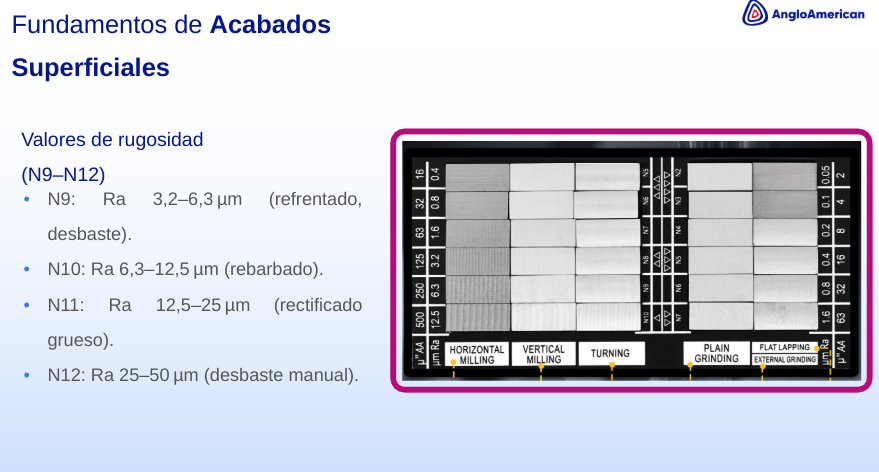 Fundamentos de Acabados
Superficiales
AngloAmerican
Valores de rugosidad
(N9–N12)
• N9: Ra 3,2–6,3 µm (refrentado,
desbaste).
• N10: Ra 6,3–12,5 µm (rebarbado).
• N11: Ra 12,5–25 µm (rectificado
grueso).
• N12: Ra 25–50 µm (desbaste manual).
16 0.4 N5 N2 0.05 2
32 0.8 N6 N3 0.1 4
63 1.6 N7 N4 0.2 8
125 3.2 N8 N5 0.4 16
250 6.3 N9 N6 0.8 32
500 12.5 N10 N7 1.6 63
µ"AA µm Ra HORIZONTAL MILLING VERTICAL MILLING TURNING PLAIN GRINDING FLAT LAPPING EXTERNAL GRINDING µm Ra µ"AA